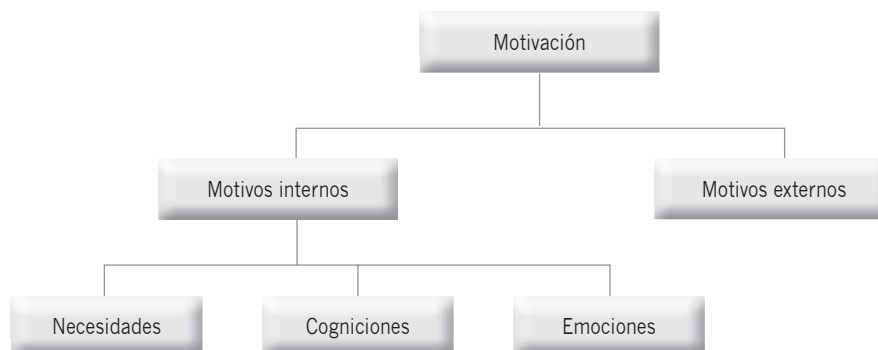 Motivación
Motivos internos
Motivos externos
Necesidades
Cogniciones
Emociones